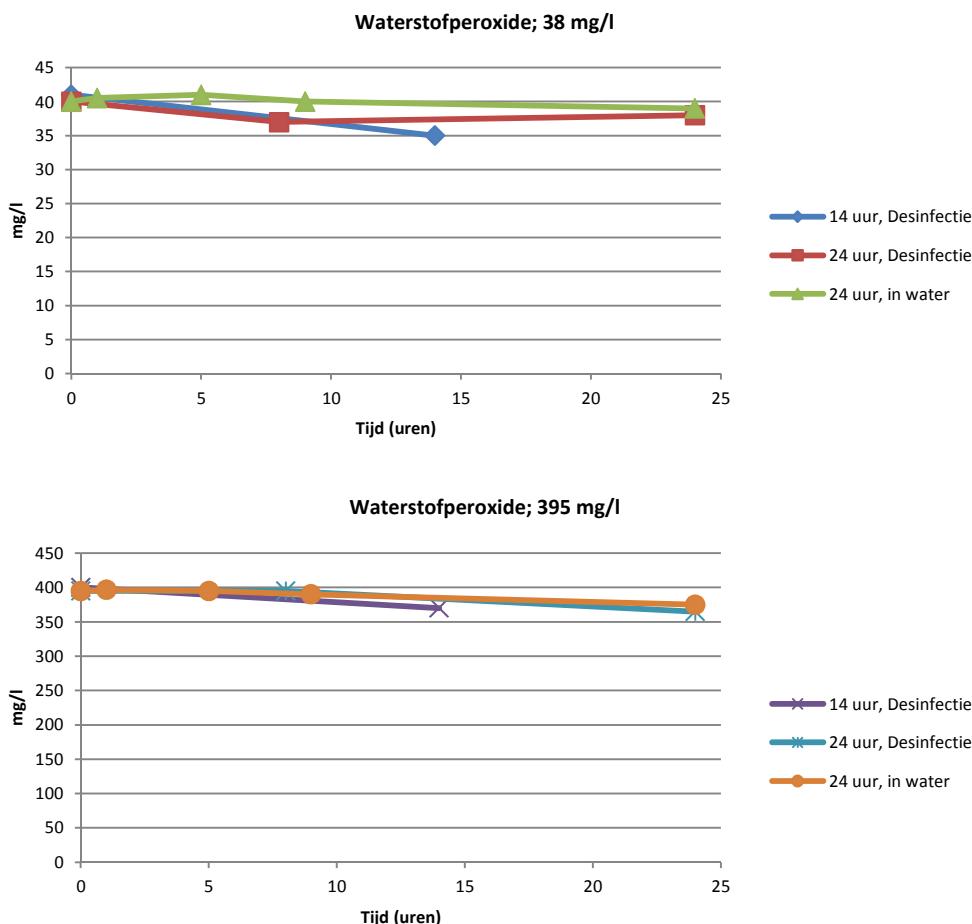 Waterstofperoxide; 38 mg/l
45
40
35
30
25
20
15
10
5
0
mg/l
0 5 10 15 20 25
Tijd (uren)
14 uur, Desinfectie
24 uur, Desinfectie
24 uur, in water
Waterstofperoxide; 395 mg/l
450
400
350
300
250
200
150
100
50
0
mg/l
0 5 10 15 20 25
Tijd (uren)
14 uur, Desinfectie
24 uur, Desinfectie
24 uur, in water